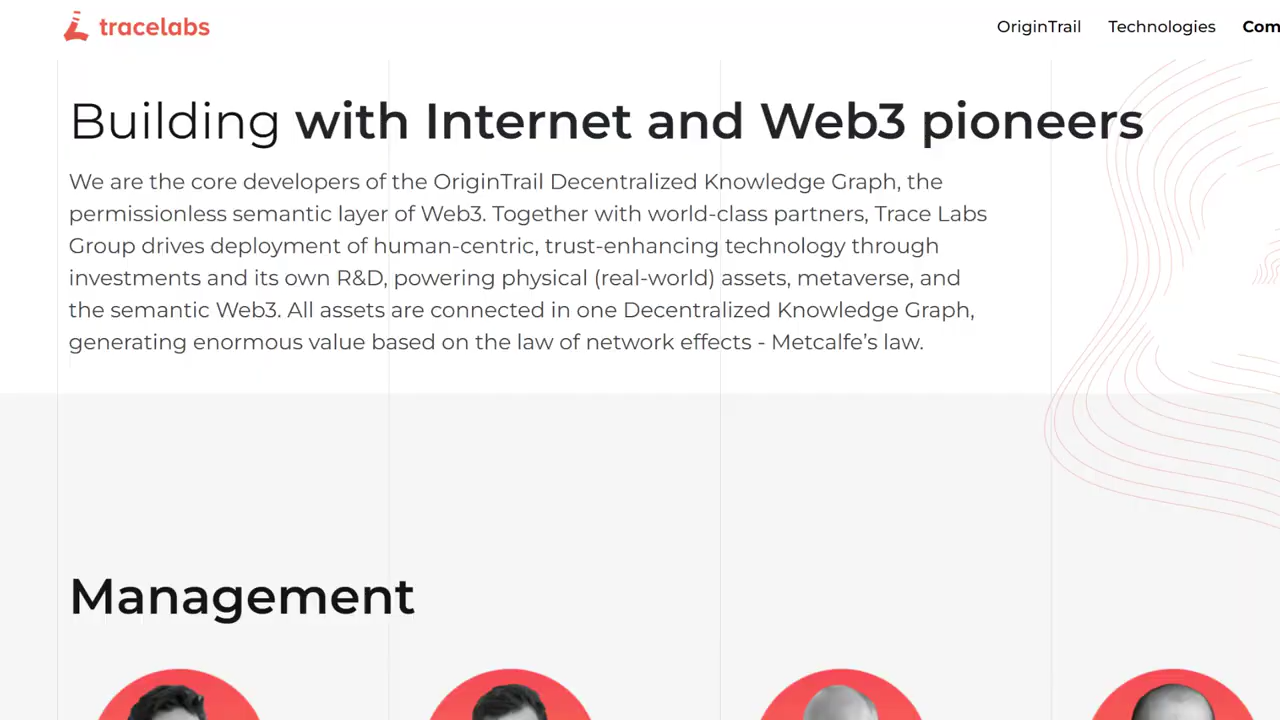 tracelabs
OriginTrail Technologies Com
Building with Internet and Web3 pioneers
We are the core developers of the OriginTrail Decentralized Knowledge Graph, the
permissionless semantic layer of Web3. Together with world-class partners, Trace Labs
Group drives deployment of human-centric, trust-enhancing technology through
investments and its own R&D, powering physical (real-world) assets, metaverse, and
the semantic Web3. All assets are connected in one Decentralized Knowledge Graph,
generating enormous value based on the law of network effects - Metcalfe’s law.
Management